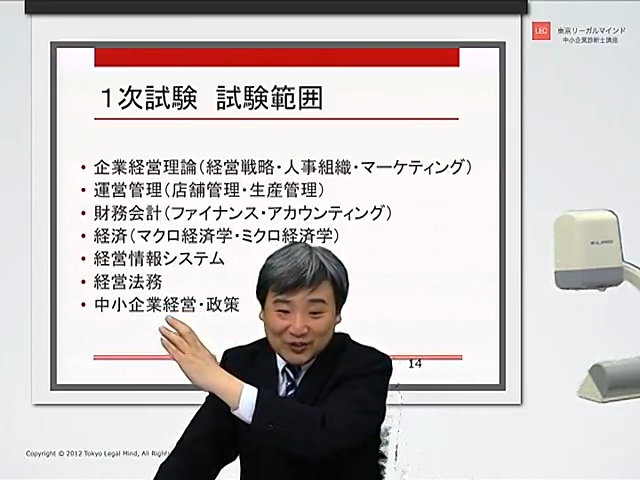 LEC 東京リーガルマインド
中小企業診断士講座
1次試験 試験範囲
• 企業経営理論(経営戦略・人事組織・マーケティング)
• 運営管理(店舗管理・生産管理)
• 財務会計(ファイナンス・アカウンティング)
• 経済(マクロ経済学・ミクロ経済学)
• 経営情報システム
• 経営法務
• 中小企業経営・政策
14
ELMO
Copyright © 2012 Tokyo Legal Mind, All Rights